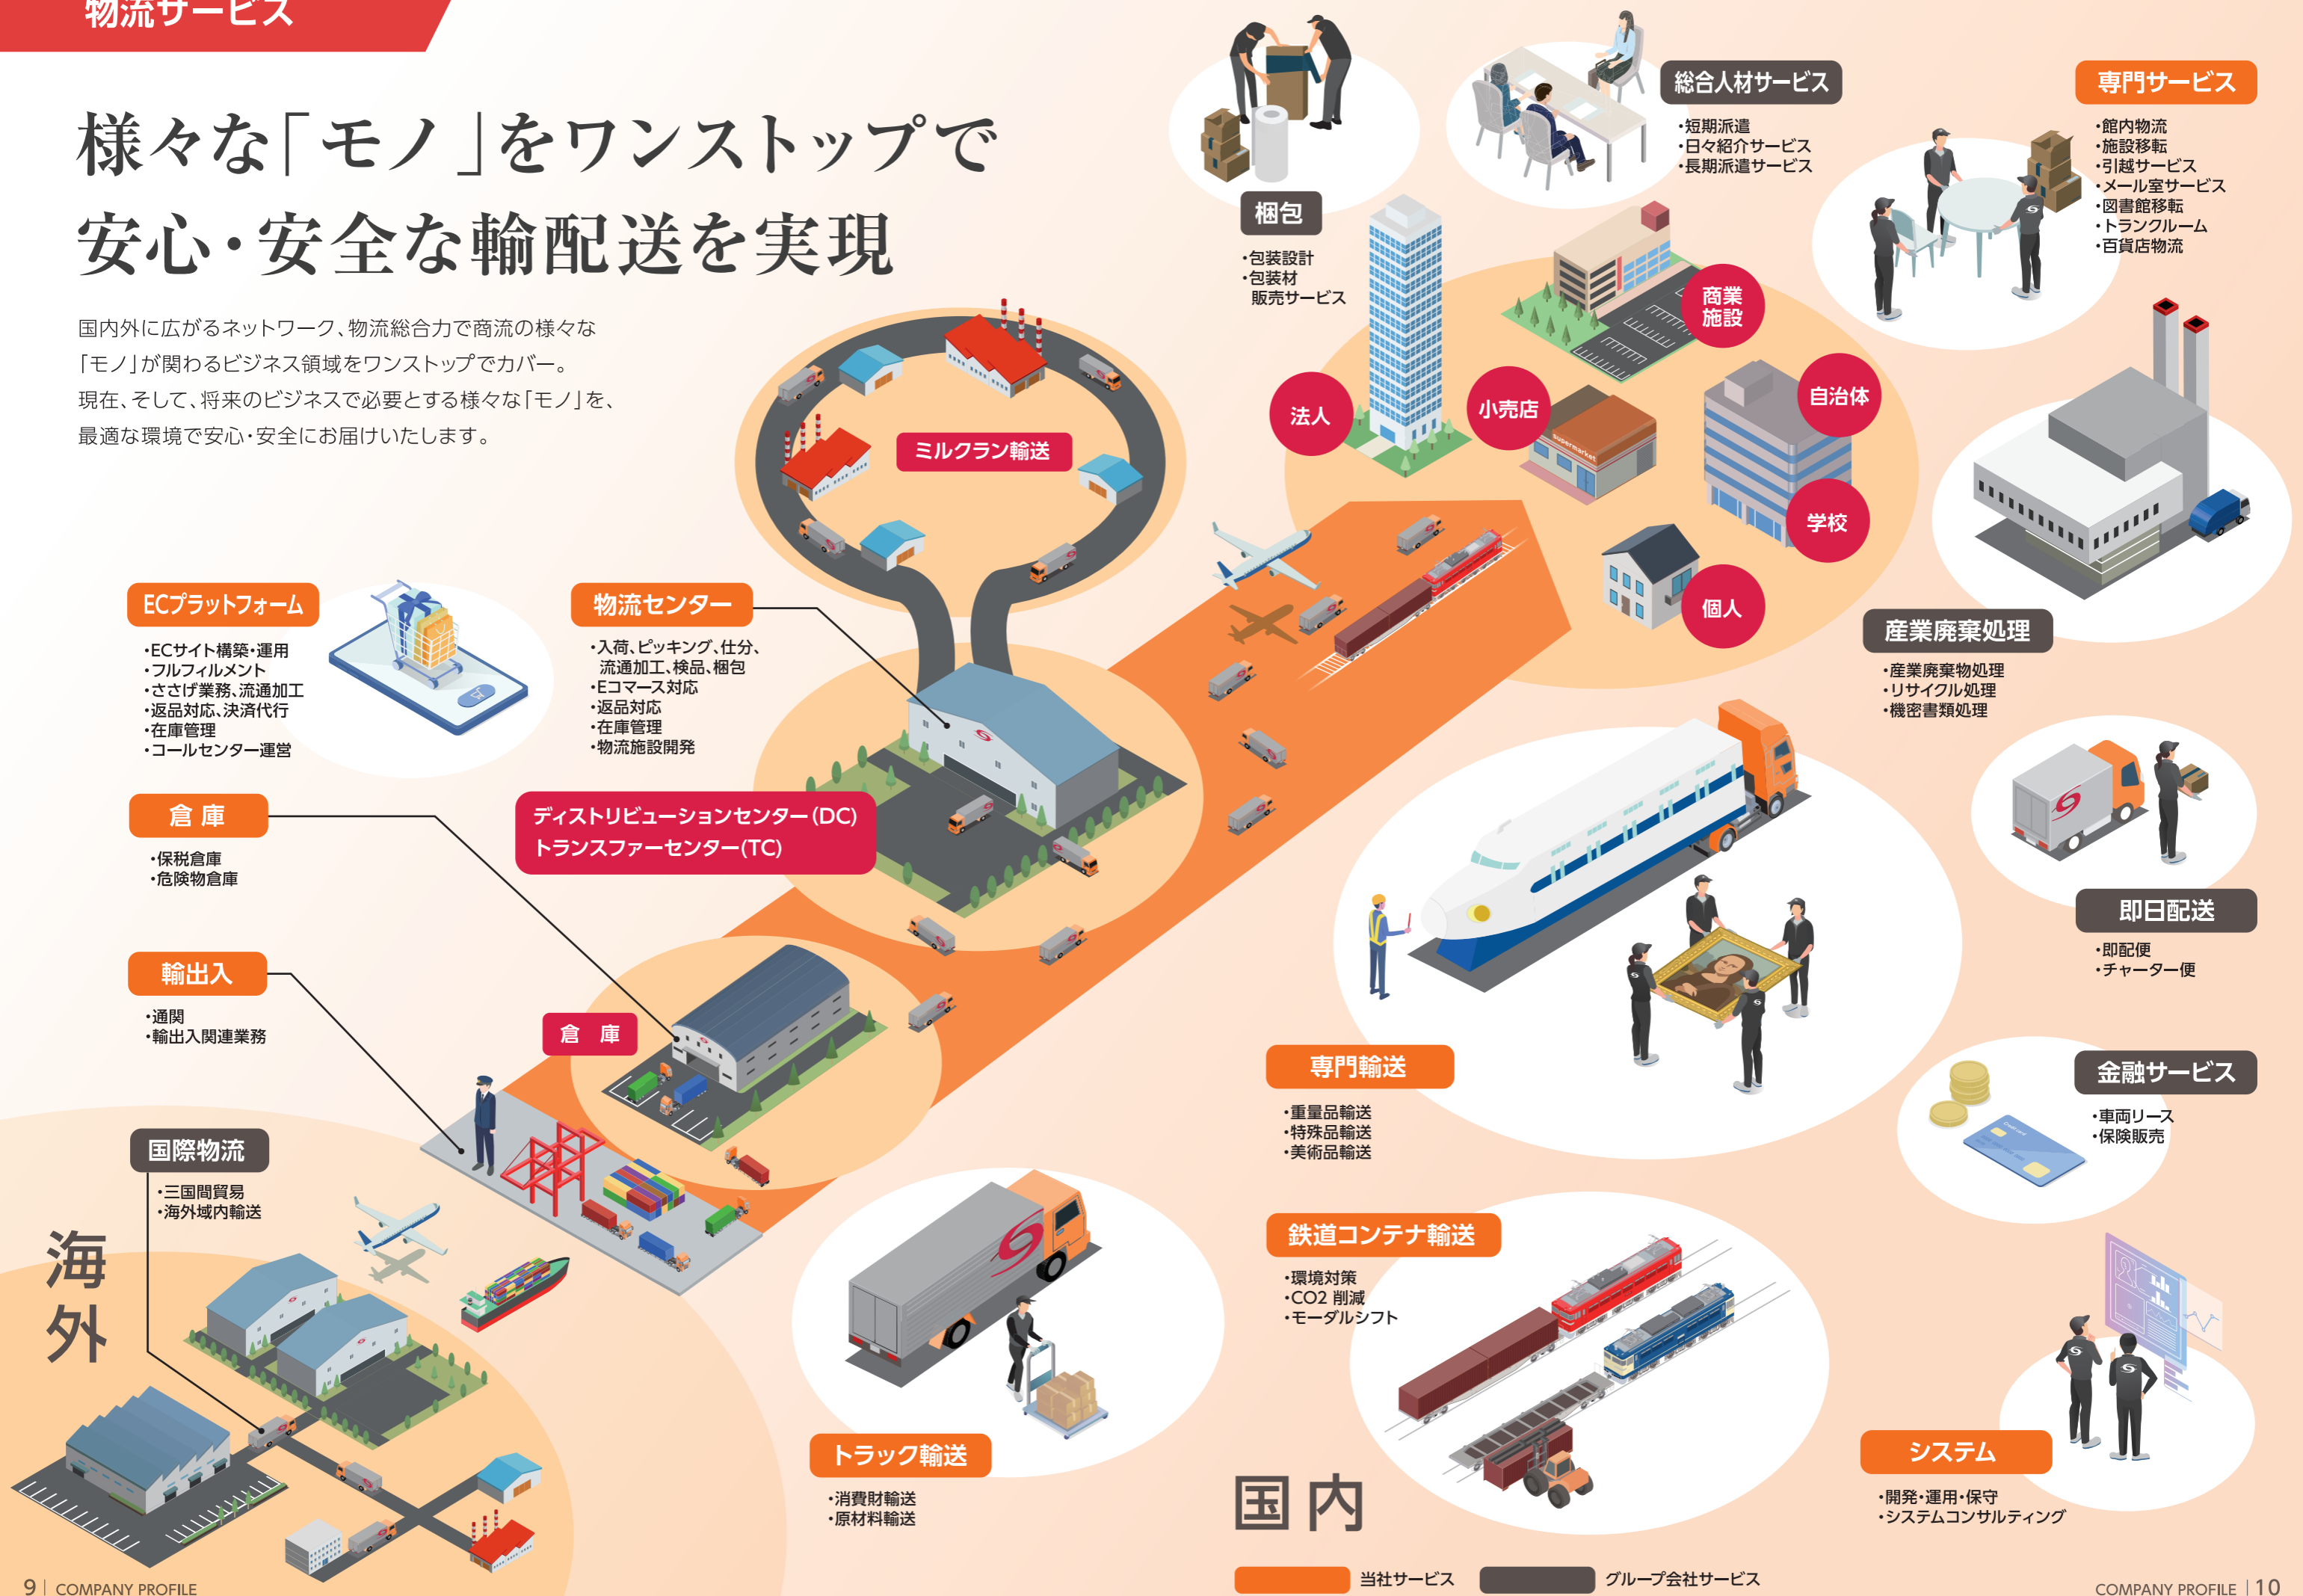 物流サービス
様々な「モノ」をワンストップで
安心・安全な輸配送を実現
国内外に広がるネットワーク、物流総合力で商流の様々な
「モノ」が関わるビジネス領域をワンストップでカバー。
現在、そして、将来のビジネスで必要とする様々な「モノ」を、
最適な環境で安心・安全にお届けいたします。
ミルクラン輸送
ECプラットフォーム
・ECサイト構築・運用
・フルフィルメント
・ささげ業務、流通加工
・返品対応、決済代行
・在庫管理
・コールセンター運営
物流センター
・入荷、ピッキング、仕分、
流通加工、検品、梱包
・Eコマース対応
・返品対応
・在庫管理
・物流施設開発
倉庫
・保税倉庫
・危険物倉庫
ディストリビューションセンター(DC)
トランスファーセンター(TC)
輸出入
・通関
・輸出入関連業務
倉 庫
国際物流
・三国間貿易
・海外域内輸送
海外
トラック輸送
・消費財輸送
・原材料輸送
9 | COMPANY PROFILE
梱包
・包装設計
・包装材
販売サービス
総合人材サービス
・短期派遣
・日々紹介サービス
・長期派遣サービス
専門サービス
・館内物流
・施設移転
・引越サービス
・メール室サービス
・図書館移転
・トランクルーム
・百貨店物流
商業
施設
法人
小売店
supermarket
自治体
学校
個人
産業廃棄処理
・産業廃棄物処理
・リサイクル処理
・機密書類処理
即日配送
・即配便
・チャーター便
専門輸送
・重量品輸送
・特殊品輸送
・美術品輸送
金融サービス
・車両リース
・保険販売
Credit card
鉄道コンテナ輸送
・環境対策
・CO2 削減
・モーダルシフト
システム
・開発・運用・保守
・システムコンサルティング
国内
当社サービス
グループ会社サービス
COMPANY PROFILE | 10